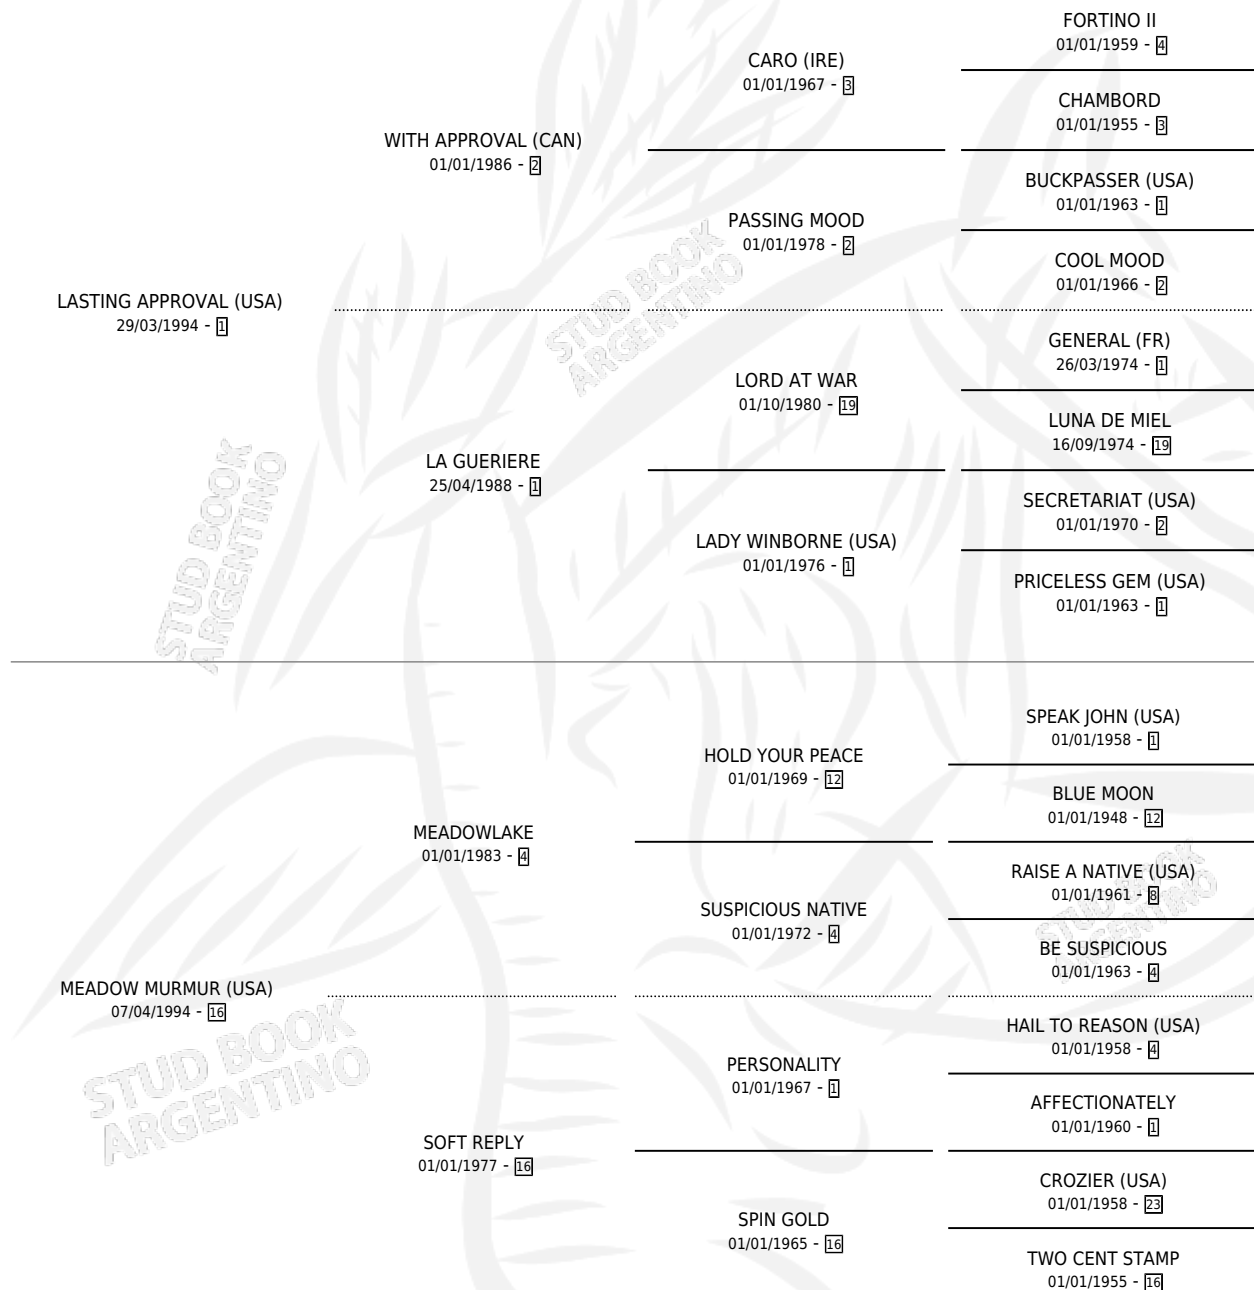 FORTINO II
01/01/1959 - 4
CARO (IRE)
01/01/1967 - 3
CHAMBORD
01/01/1955 - 3
WITH APPROVAL (CAN)
01/01/1986 - 2
BUCKPASSER (USA)
01/01/1963 - 1
PASSING MOOD
01/01/1978 - 2
COOL MOOD
01/01/1966 - 2
LASTING APPROVAL (USA)
29/03/1994 - 1
GENERAL (FR)
26/03/1974 - 1
LORD AT WAR
01/10/1980 - 19
LUNA DE MIEL
16/09/1974 - 19
LA GUERIERE
25/04/1988 - 1
SECRETARIAT (USA)
01/01/1970 - 2
LADY WINBORNE (USA)
01/01/1976 - 1
PRICELESS GEM (USA)
01/01/1963 - 1
SPEAK JOHN (USA)
01/01/1958 - 1
HOLD YOUR PEACE
01/01/1969 - 12
BLUE MOON
01/01/1948 - 12
MEADOWLAKE
01/01/1983 - 4
RAISE A NATIVE (USA)
01/01/1961 - 8
SUSPICIOUS NATIVE
01/01/1972 - 4
BE SUSPICIOUS
01/01/1963 - 4
MEADOW MURMUR (USA)
07/04/1994 - 16
HAIL TO REASON (USA)
01/01/1958 - 4
PERSONALITY
01/01/1967 - 1
AFFECTIONATELY
01/01/1960 - 1
SOFT REPLY
01/01/1977 - 16
CROZIER (USA)
01/01/1958 - 23
SPIN GOLD
01/01/1965 - 16
TWO CENT STAMP
01/01/1955 - 16
STUD BOOK
ARGENTINO
STUD BOOK
ARGENTINO
STUD BOOK
ARGENTINO
STUD BOOK
ARGENTINO